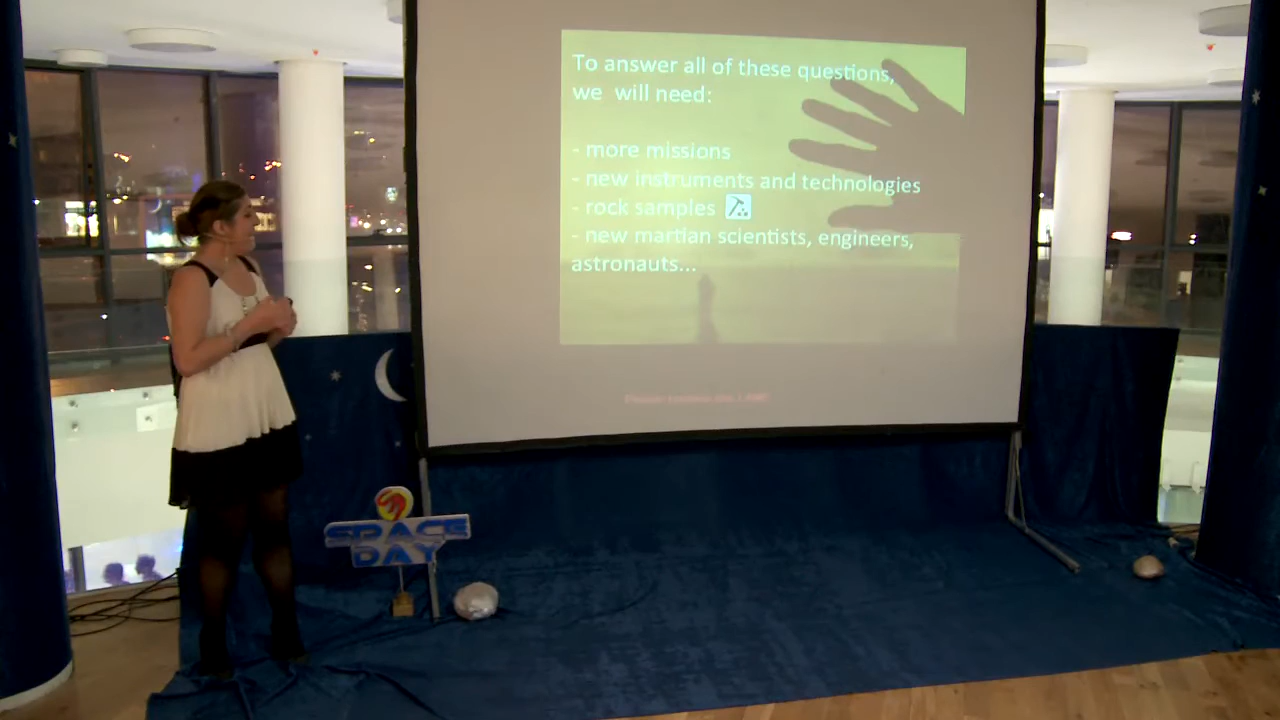 To answer all of these questions,
we will need:
- more missions
- new instruments and technologies
- rock samples
- new martian scientists, engineers,
astronauts...
SPACE
DAY